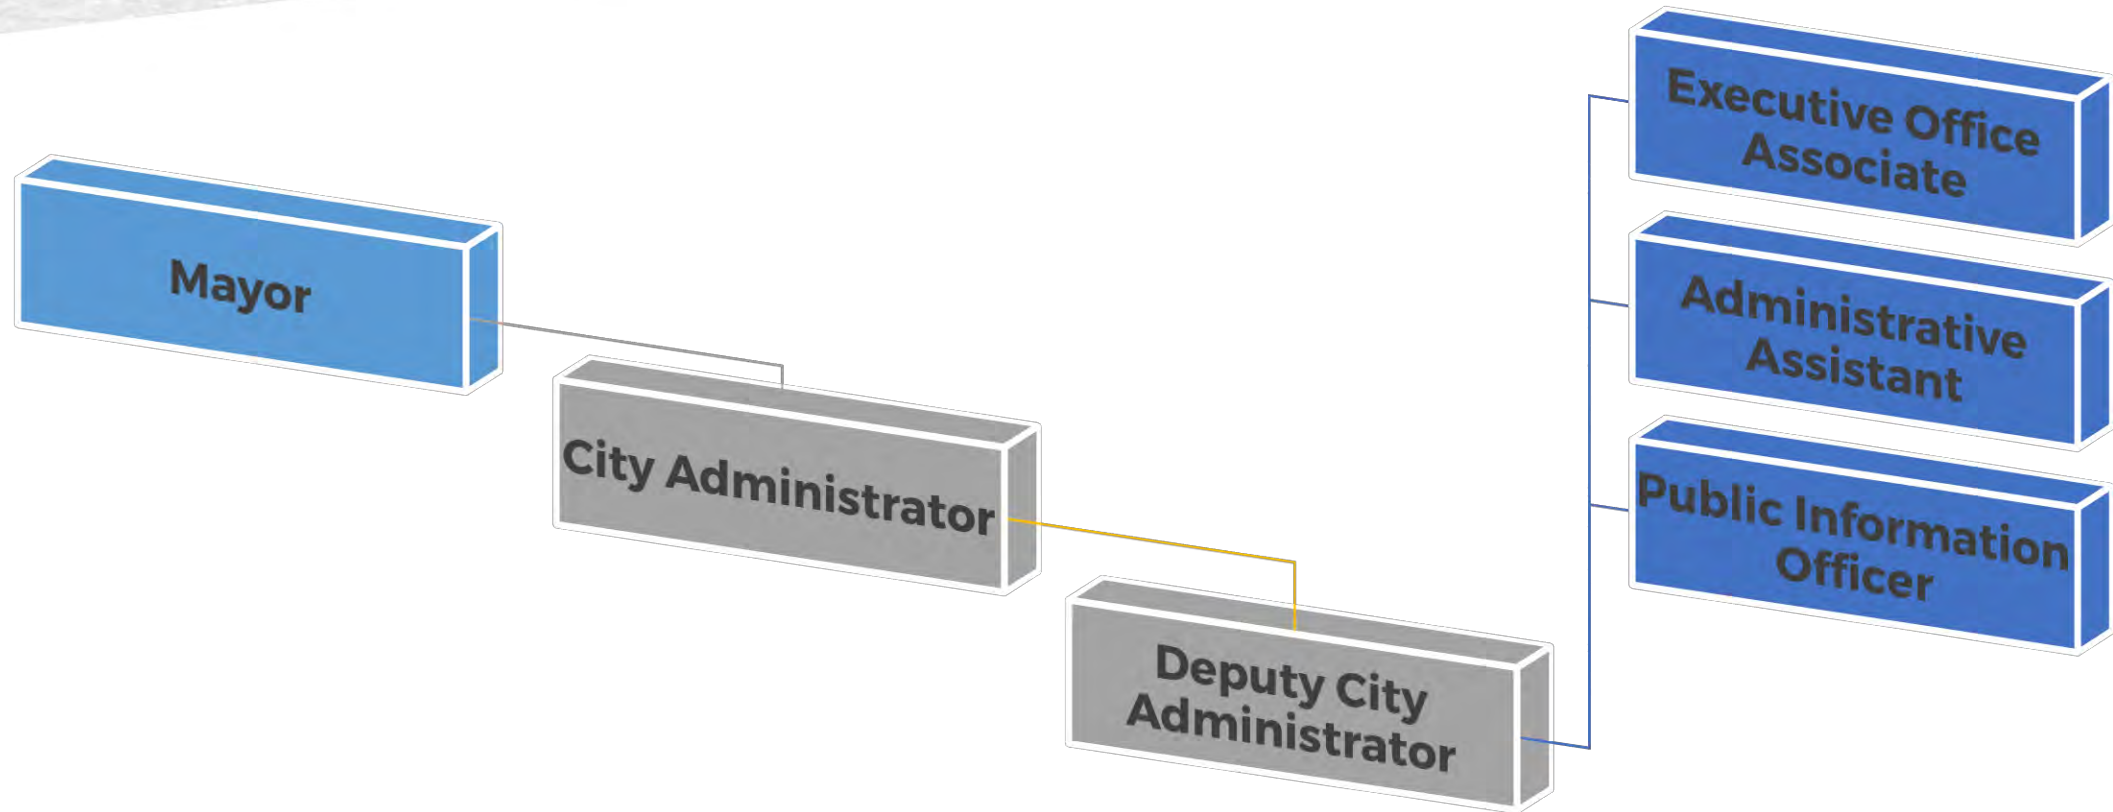 Mayor
City Administrator
Deputy City
Administrator
Executive Office
Associate
Administrative
Assistant
Public Information
Officer